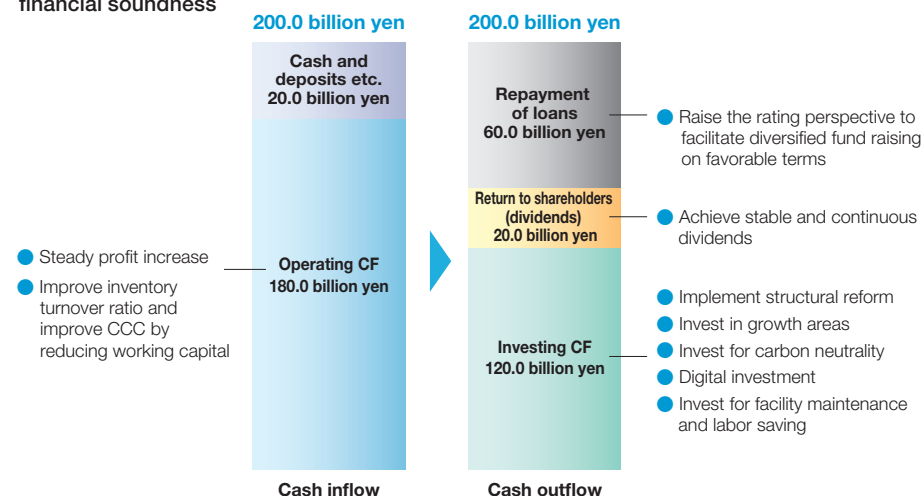 financial soundness
200.0 billion yen
200.0 billion yen
Cash and
deposits etc.
20.0 billion yen
Repayment
of loans
60.0 billion yen
Raise the rating perspective to
facilitate diversified fund raising
on favorable terms
Return to shareholders
(dividends)
20.0 billion yen
Achieve stable and continuous
dividends
Steady profit increase
Improve inventory
turnover ratio and
improve CCC by
reducing working capital
Operating CF
180.0 billion yen
Investing CF
120.0 billion yen
Implement structural reform
Invest in growth areas
Invest for carbon neutrality
Digital investment
Invest for facility maintenance
and labor saving
Cash inflow
Cash outflow